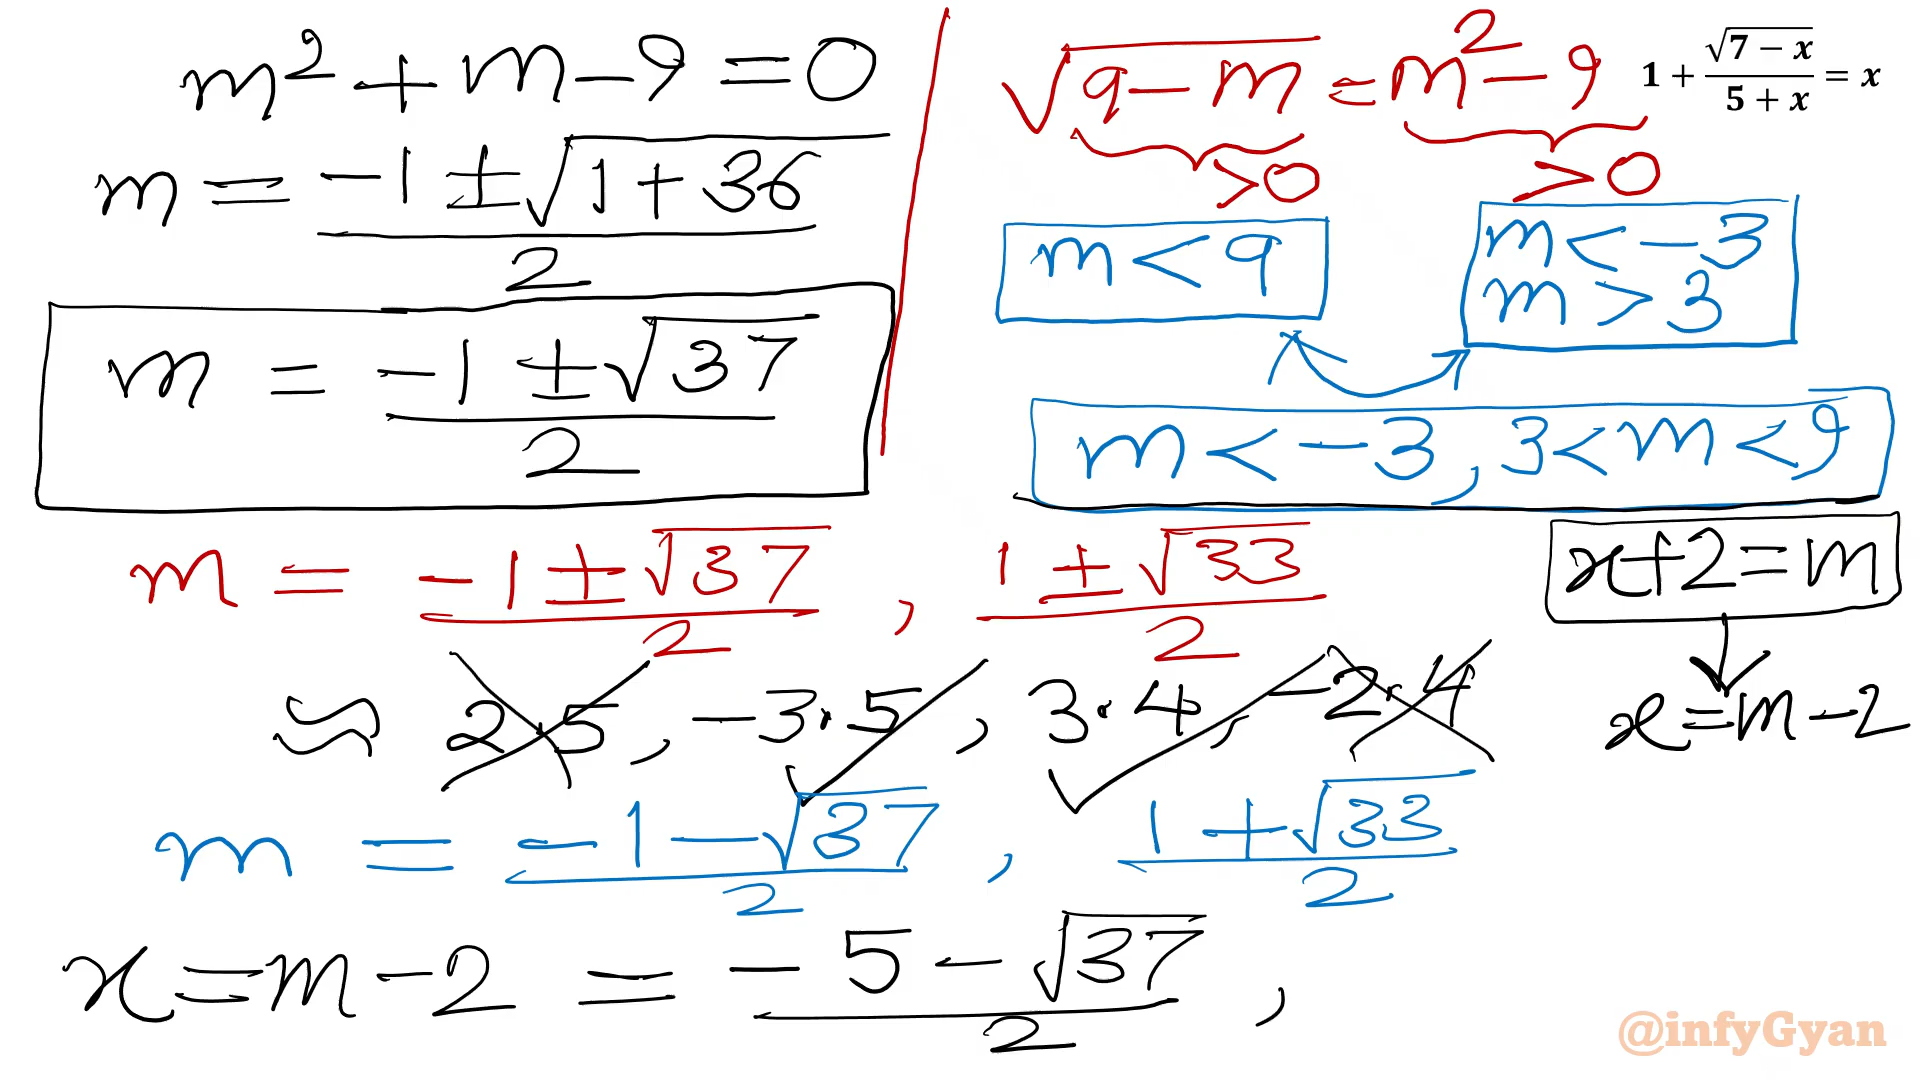 m² + m − 9 = 0
m = (−1 ± √(1 + 36)) / 2
m = (−1 ± √37) / 2
√(9 − m) = m² − 9
> 0    > 0
m < 9
m < −3
m > 3
m < −3, 3 < m < 9
1 + √(7 − x) / (5 + x) = x
m = (−1 ± √37) / 2 , (1 ± √33) / 2
x + 2 = m
x = m − 2
≈ 2.5, −3.5, 3.4, −2.4
m = (−1 − √37) / 2 , (1 + √33) / 2
x = m − 2 = (−5 − √37) / 2 ,
@infyGyan